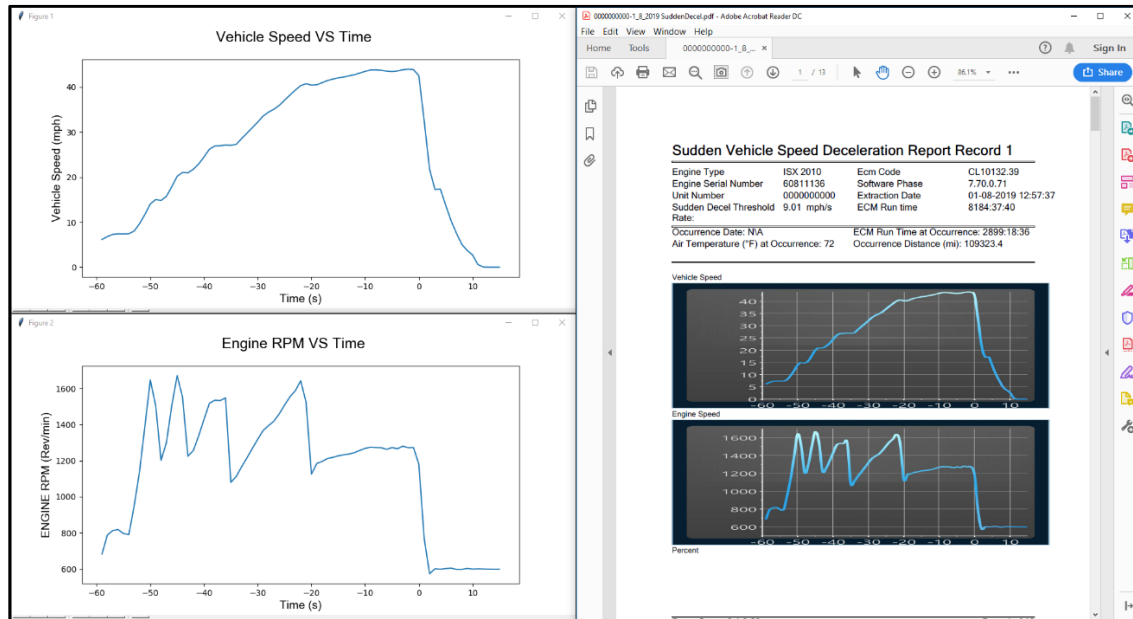 Figure 1
Vehicle Speed VS Time
Vehicle Speed (mph)
40
30
20
10
0
−60 −50 −40 −30 −20 −10 0 10
Time (s)
Figure 2
Engine RPM VS Time
ENGINE RPM (Rev/min)
1600
1400
1200
1000
800
600
−60 −50 −40 −30 −20 −10 0 10
Time (s)
0000000000-1_8_2019 SuddenDecel.pdf - Adobe Acrobat Reader DC
File Edit View Window Help
Home Tools 0000000000-1_8_... × Sign In
1 / 13 86.1% Share
Sudden Vehicle Speed Deceleration Report Record 1
Engine Type ISX 2010 Ecm Code CL10132.39
Engine Serial Number 60811136 Software Phase 7.70.0.71
Unit Number 0000000000 Extraction Date 01-08-2019 12:57:37
Sudden Decel Threshold 9.01 mph/s ECM Run time 8184:37:40
Rate:
Occurrence Date: N\A ECM Run Time at Occurrence: 2899:18:36
Air Temperature (°F) at Occurrence: 72 Occurrence Distance (mi): 109323.4
Vehicle Speed
40
35
30
25
20
15
10
5
0
-60 -50 -40 -30 -20 -10 0 10
Engine Speed
1600
1400
1200
1000
800
600
-60 -50 -40 -30 -20 -10 0 10
Percent